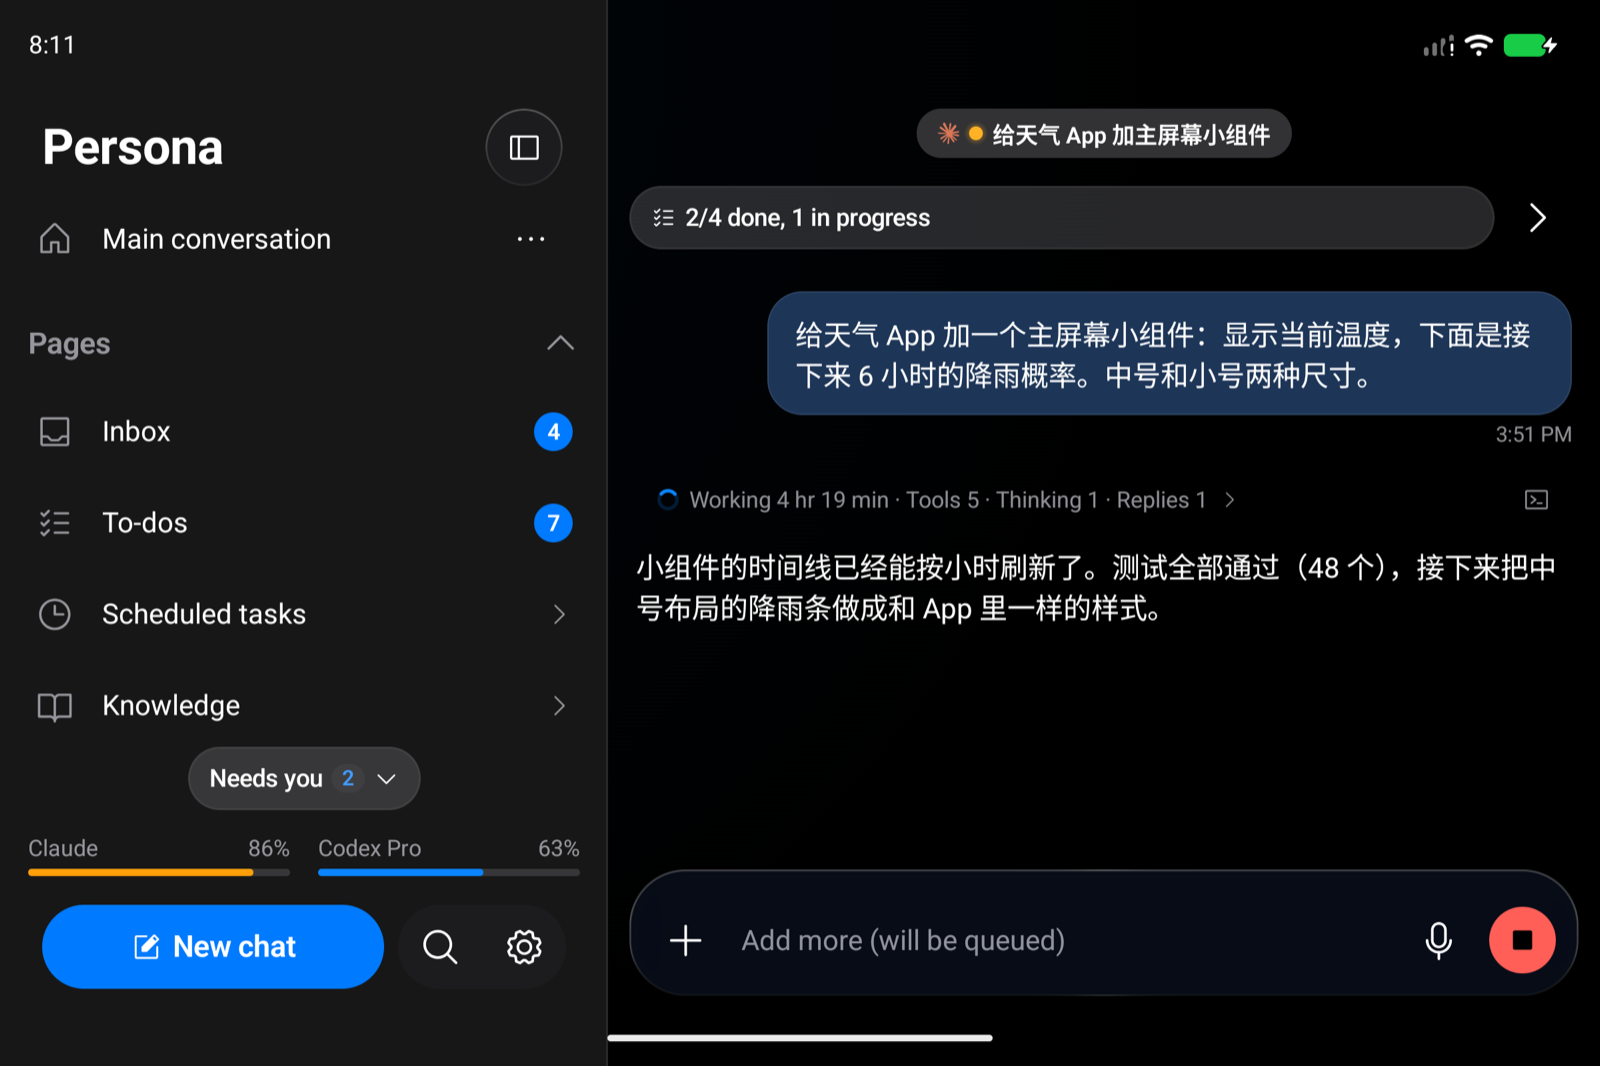 8:11
Persona
Main conversation
Pages
Inbox
4
To-dos
7
Scheduled tasks
Knowledge
Needs you 2
Claude 86%
Codex Pro 63%
New chat
给天气 App 加主屏幕小组件
2/4 done, 1 in progress
给天气 App 加一个主屏幕小组件：显示当前温度，下面是接
下来 6 小时的降雨概率。中号和小号两种尺寸。
3:51 PM
Working 4 hr 19 min · Tools 5 · Thinking 1 · Replies 1
小组件的时间线已经能按小时刷新了。测试全部通过（48 个），接下来把中
号布局的降雨条做成和 App 里一样的样式。
Add more (will be queued)